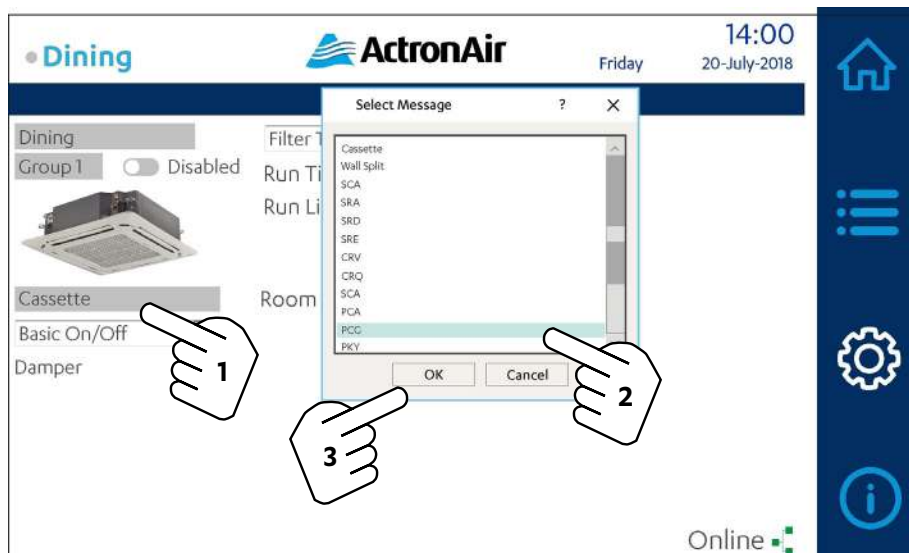 Dining
ActronAir
14:00
Friday
20-July-2018
Select Message ? X
Dining
Group 1
Disabled
Filter T
Run Ti
Run Li
Cassette
Wall Split
SCA
SRA
SRD
SRE
CRV
CRQ
SCA
PCA
PCG
PKY
OK
Cancel
Cassette
Room
Basic On/Off
Damper
1
2
3
Online